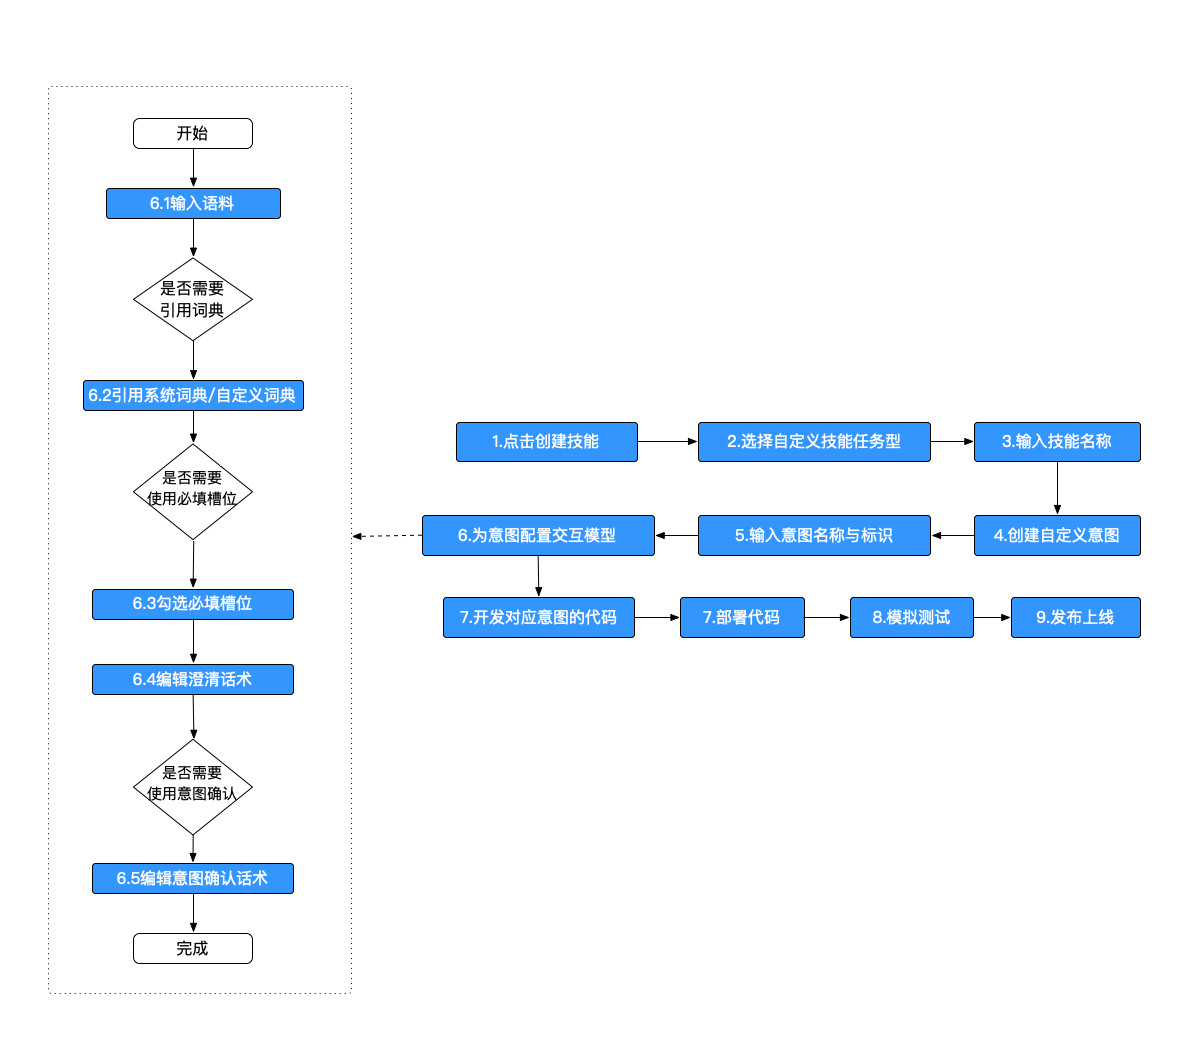 开始
6.1输入语料
是否需要
引用词典
6.2引用系统词典/自定义词典
是否需要
使用必填槽位
6.3勾选必填槽位
6.4编辑澄清话术
是否需要
使用意图确认
6.5编辑意图确认话术
完成
1.点击创建技能
2.选择自定义技能任务型
3.输入技能名称
4.创建自定义意图
5.输入意图名称与标识
6.为意图配置交互模型
7.开发对应意图的代码
7.部署代码
8.模拟测试
9.发布上线